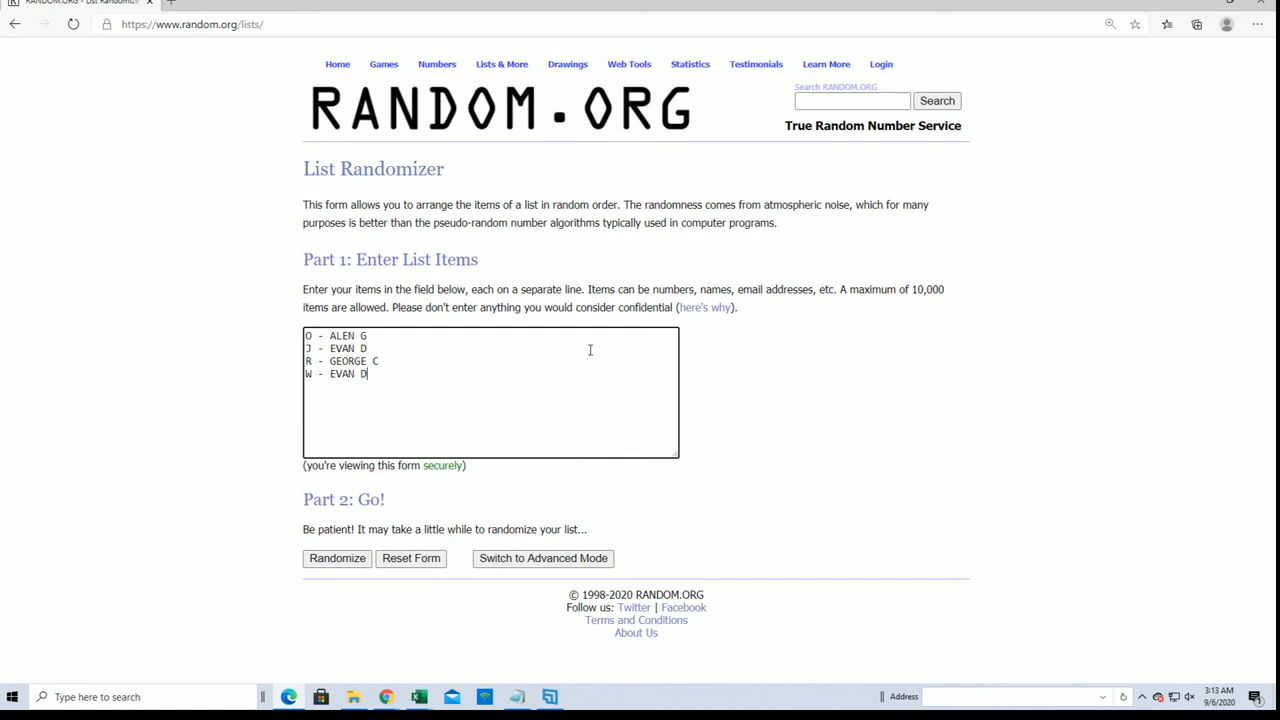 RANDOM.ORG - List Randomiz
https://www.random.org/lists/
Home Games Numbers Lists & More Drawings Web Tools Statistics Testimonials Learn More Login
RANDOM.ORG
Search RANDOM.ORG
Search
True Random Number Service
List Randomizer
This form allows you to arrange the items of a list in random order. The randomness comes from atmospheric noise, which for many
purposes is better than the pseudo-random number algorithms typically used in computer programs.
Part 1: Enter List Items
Enter your items in the field below, each on a separate line. Items can be numbers, names, email addresses, etc. A maximum of 10,000
items are allowed. Please don't enter anything you would consider confidential (here's why).
O - ALEN G
J - EVAN D
R - GEORGE C
W - EVAN D
(you're viewing this form securely)
Part 2: Go!
Be patient! It may take a little while to randomize your list...
Randomize Reset Form Switch to Advanced Mode
© 1998-2020 RANDOM.ORG
Follow us: Twitter | Facebook
Terms and Conditions
About Us
Type here to search
Address
3:13 AM
9/6/2020